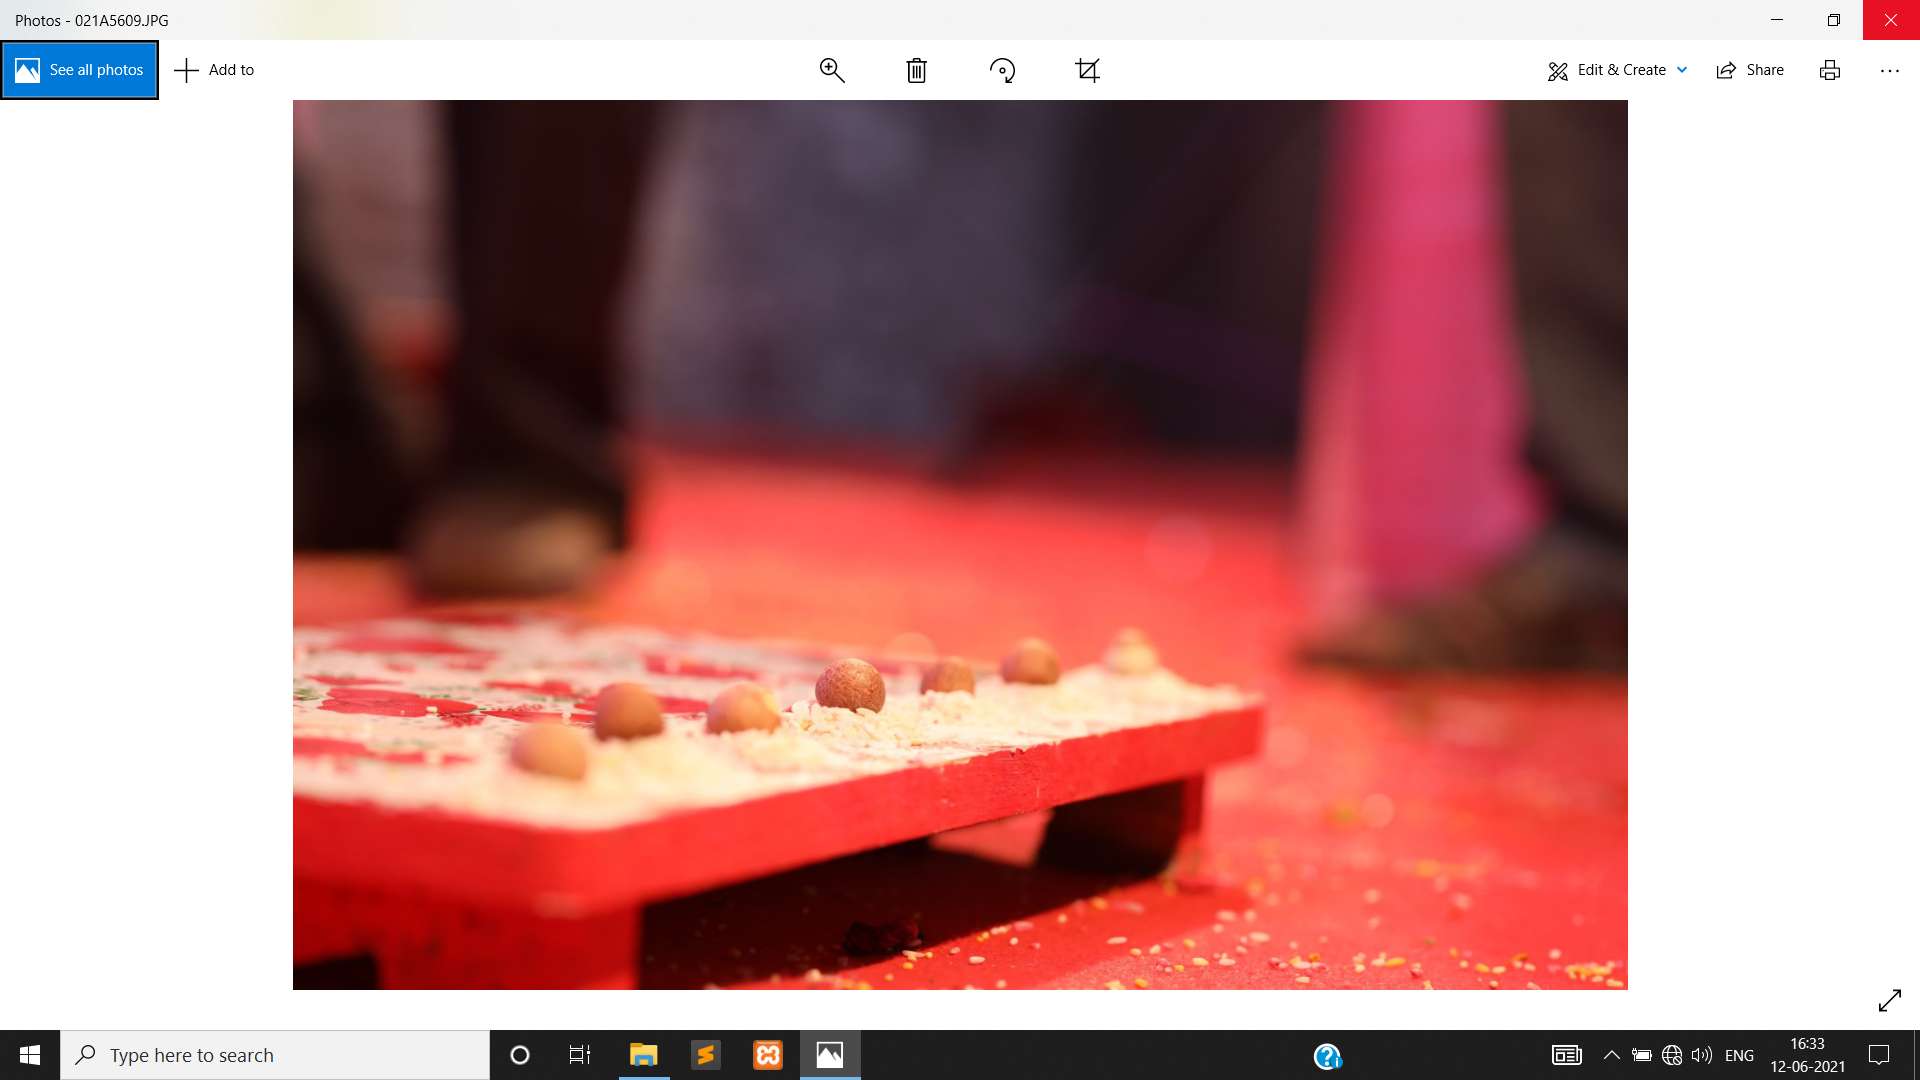 Photos - 021A5609.JPG
See all photos
Add to
Edit & Create
Share
Type here to search
ENG
16:33
12-06-2021